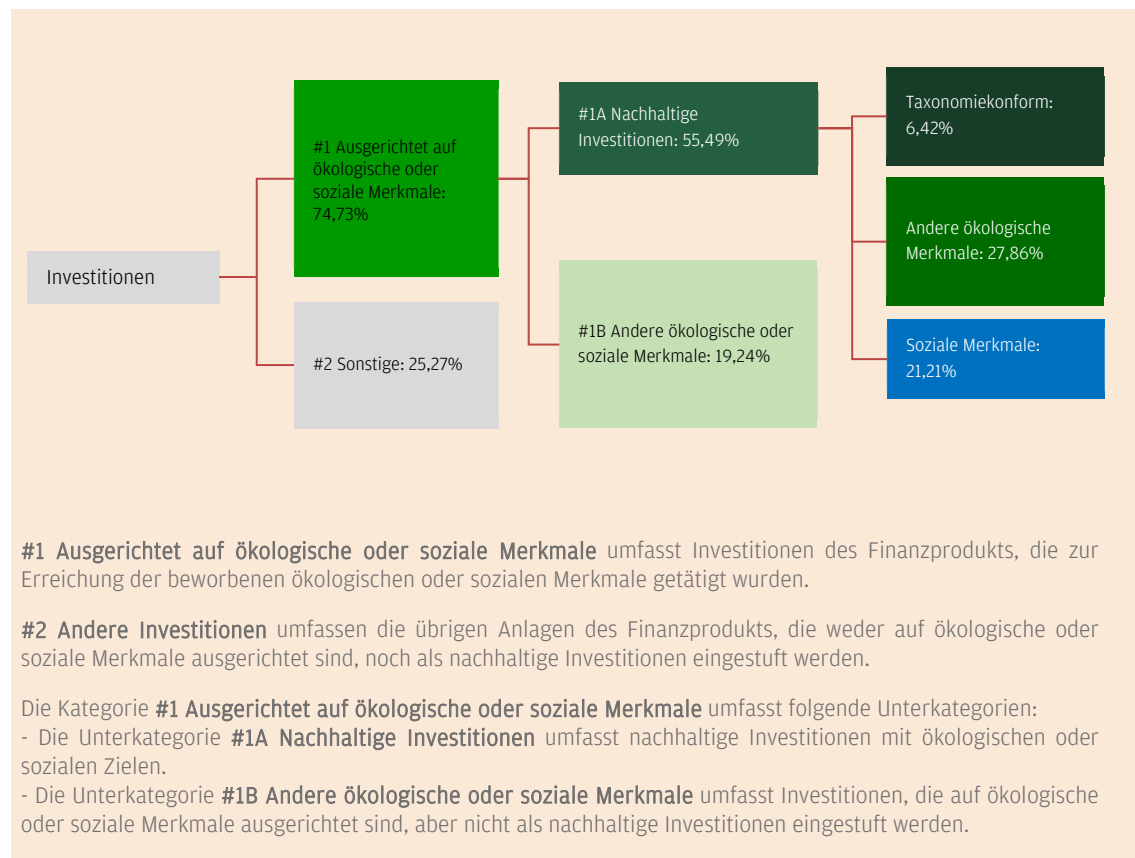 Investitionen
#1 Ausgerichtet auf
ökologische oder
soziale Merkmale:
74,73%
#2 Sonstige: 25,27%
#1A Nachhaltige
Investitionen: 55,49%
#1B Andere ökologische oder
soziale Merkmale: 19,24%
Taxonomiekonform:
6,42%
Andere ökologische
Merkmale: 27,86%
Soziale Merkmale:
21,21%
#1 Ausgerichtet auf ökologische oder soziale Merkmale umfasst Investitionen des Finanzprodukts, die zur
Erreichung der beworbenen ökologischen oder sozialen Merkmale getätigt wurden.
#2 Andere Investitionen umfassen die übrigen Anlagen des Finanzprodukts, die weder auf ökologische oder
soziale Merkmale ausgerichtet sind, noch als nachhaltige Investitionen eingestuft werden.
Die Kategorie #1 Ausgerichtet auf ökologische oder soziale Merkmale umfasst folgende Unterkategorien:
- Die Unterkategorie #1A Nachhaltige Investitionen umfasst nachhaltige Investitionen mit ökologischen oder
sozialen Zielen.
- Die Unterkategorie #1B Andere ökologische oder soziale Merkmale umfasst Investitionen, die auf ökologische
oder soziale Merkmale ausgerichtet sind, aber nicht als nachhaltige Investitionen eingestuft werden.